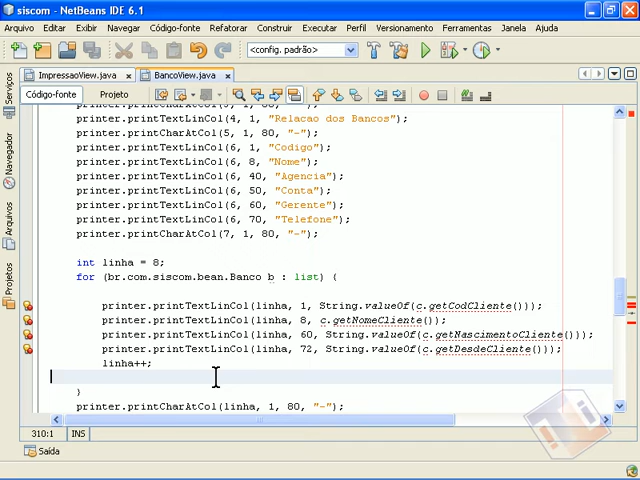 siscom - NetBeans IDE 6.1
Arquivo Editar Exibir Navegar Código-fonte Refatorar Construir Executar Perfil Versionamento Ferramentas Janela Ajuda
<config. padrão>
ImpressaoView.java × BancoView.java ×
Código-fonte Projeto
printer.printTextLinCol(4, 1, "Relacao dos Bancos");
printer.printCharAtCol(5, 1, 80, "-");
printer.printTextLinCol(6, 1, "Codigo");
printer.printTextLinCol(6, 8, "Nome");
printer.printTextLinCol(6, 40, "Agencia");
printer.printTextLinCol(6, 50, "Conta");
printer.printTextLinCol(6, 60, "Gerente");
printer.printTextLinCol(6, 70, "Telefone");
printer.printCharAtCol(7, 1, 80, "-");
int linha = 8;
for (br.com.siscom.bean.Banco b : list) {
printer.printTextLinCol(linha, 1, String.valueOf(c.getCodCliente()));
printer.printTextLinCol(linha, 8, c.getNomeCliente());
printer.printTextLinCol(linha, 60, String.valueOf(c.getNascimentoCliente()));
printer.printTextLinCol(linha, 72, String.valueOf(c.getDesdeCliente()));
linha++;
}
printer.printCharAtCol(linha, 1, 80, "-");
310:1 INS
Saída
Serviços
Navegador
Arquivos
Projetos